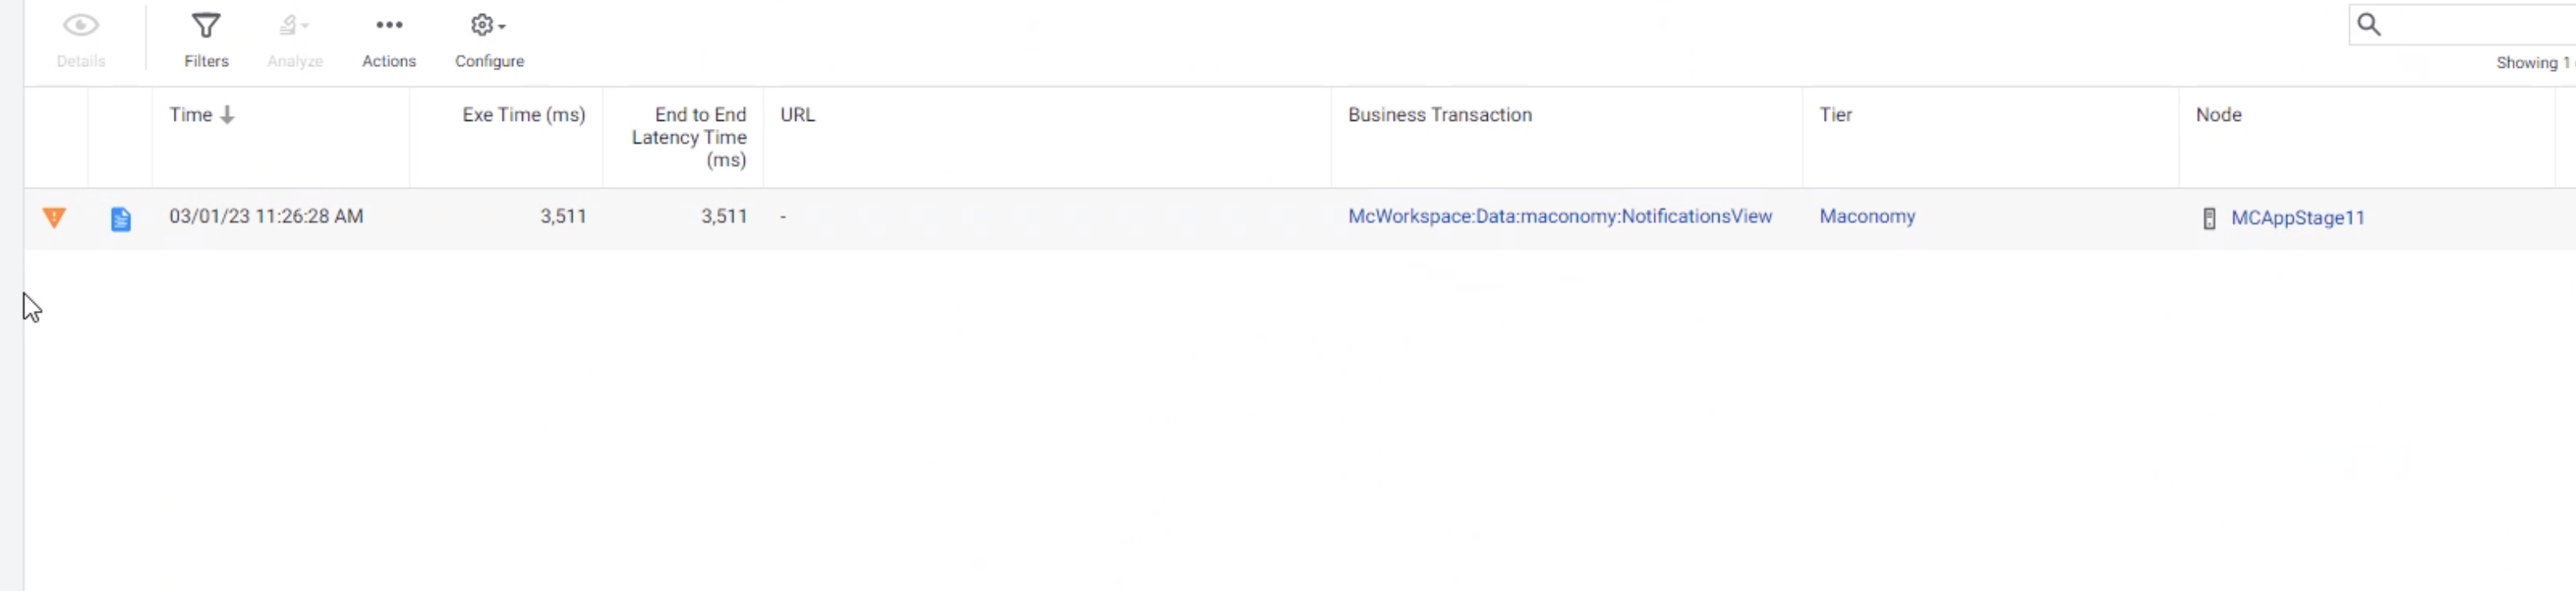 Details
Filters
Analyze
Actions
Configure
Showing 1
Time
Exe Time (ms)
End to End
Latency Time
(ms)
URL
Business Transaction
Tier
Node
03/01/23 11:26:28 AM
3,511
3,511
-
McWorkspace:Data:maconomy:NotificationsView
Maconomy
MCAppStage11